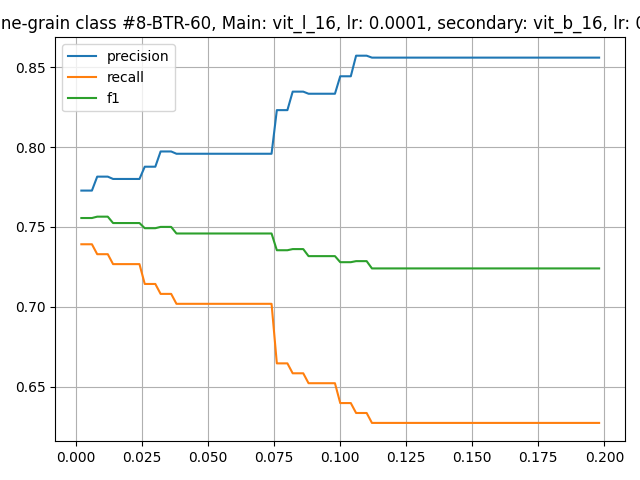 ne-grain class #8-BTR-60, Main: vit_l_16, lr: 0.0001, secondary: vit_b_16, lr: 0
precision
recall
f1
0.85
0.80
0.75
0.70
0.65
0.000 0.025 0.050 0.075 0.100 0.125 0.150 0.175 0.200